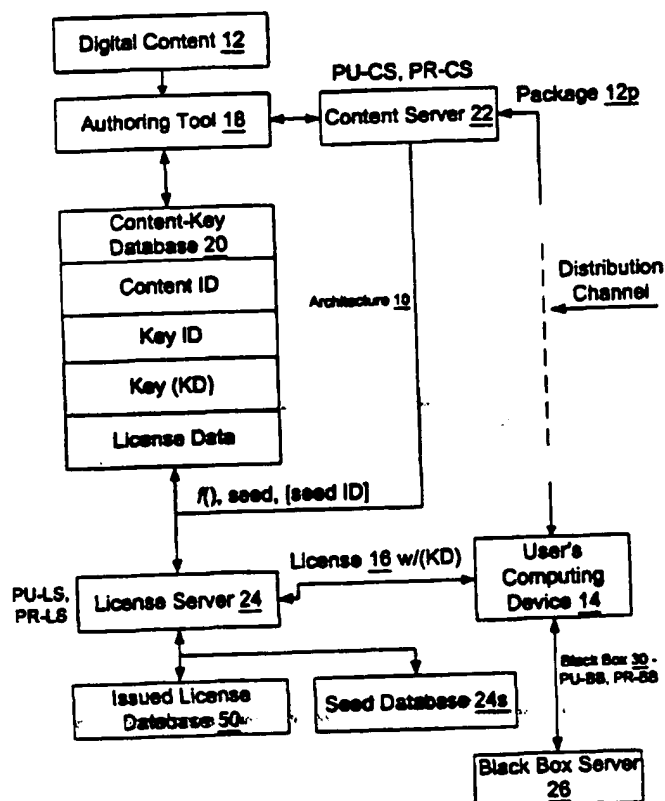 Digital Content 12
PU-CS, PR-CS
Package 12p
Authoring Tool 18
Content Server 22
Content-Key
Database 20
Content ID
Key ID
Key (KD)
License Data
Architecture 10
Distribution
Channel
f(), seed, [seed ID]
License 16 w/(KD)
User's
Computing
Device 14
PU-LS,
PR-LS
License Server 24
Black Box 30 -
PU-BB, PR-BB
Issued License
Database 50
Seed Database 24s
Black Box Server
26